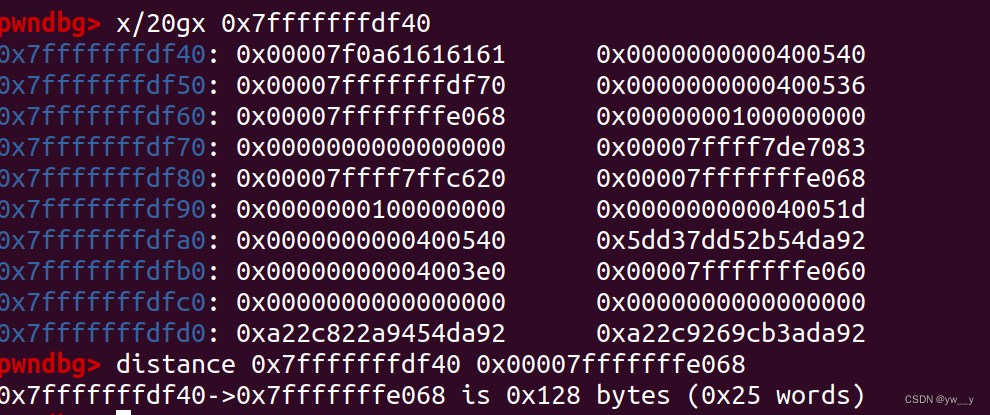 pwndbg> x/20gx 0x7fffffffdf40
0x7fffffffdf40: 0x00007f0a61616161 0x0000000000400540
0x7fffffffdf50: 0x00007fffffffdf70 0x0000000000400536
0x7fffffffdf60: 0x00007fffffffe068 0x0000000100000000
0x7fffffffdf70: 0x0000000000000000 0x00007ffff7de7083
0x7fffffffdf80: 0x00007ffff7ffc620 0x00007fffffffe068
0x7fffffffdf90: 0x0000000100000000 0x000000000040051d
0x7fffffffdfa0: 0x0000000000400540 0x5dd37dd52b54da92
0x7fffffffdfb0: 0x00000000004003e0 0x00007fffffffe060
0x7fffffffdfc0: 0x0000000000000000 0x0000000000000000
0x7fffffffdfd0: 0xa22c822a9454da92 0xa22c9269cb3ada92
pwndbg> distance 0x7fffffffdf40 0x00007fffffffe068
0x7fffffffdf40->0x7fffffffe068 is 0x128 bytes (0x25 words)
CSDN @yw__y